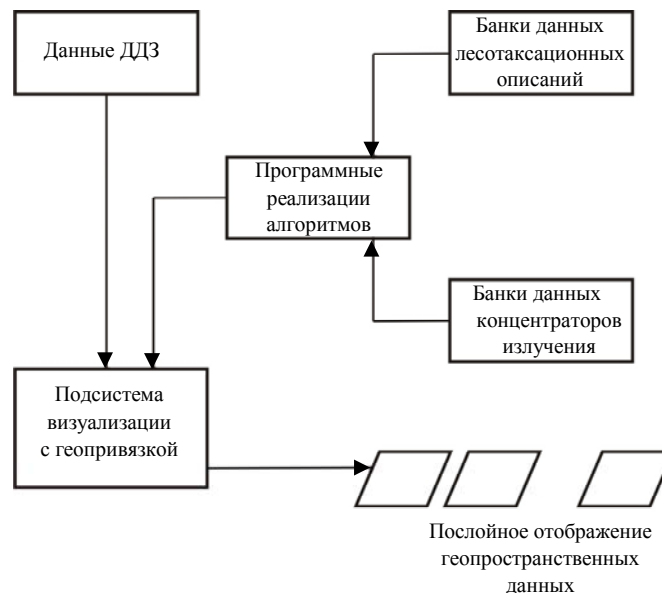 Данные ДДЗ
Банки данных
лесотаксационных
описаний
Программные
реализации
алгоритмов
Банки данных
концентраторов
излучения
Подсистема
визуализации
с геопривязкой
Послойное отображение
геопространственных
данных